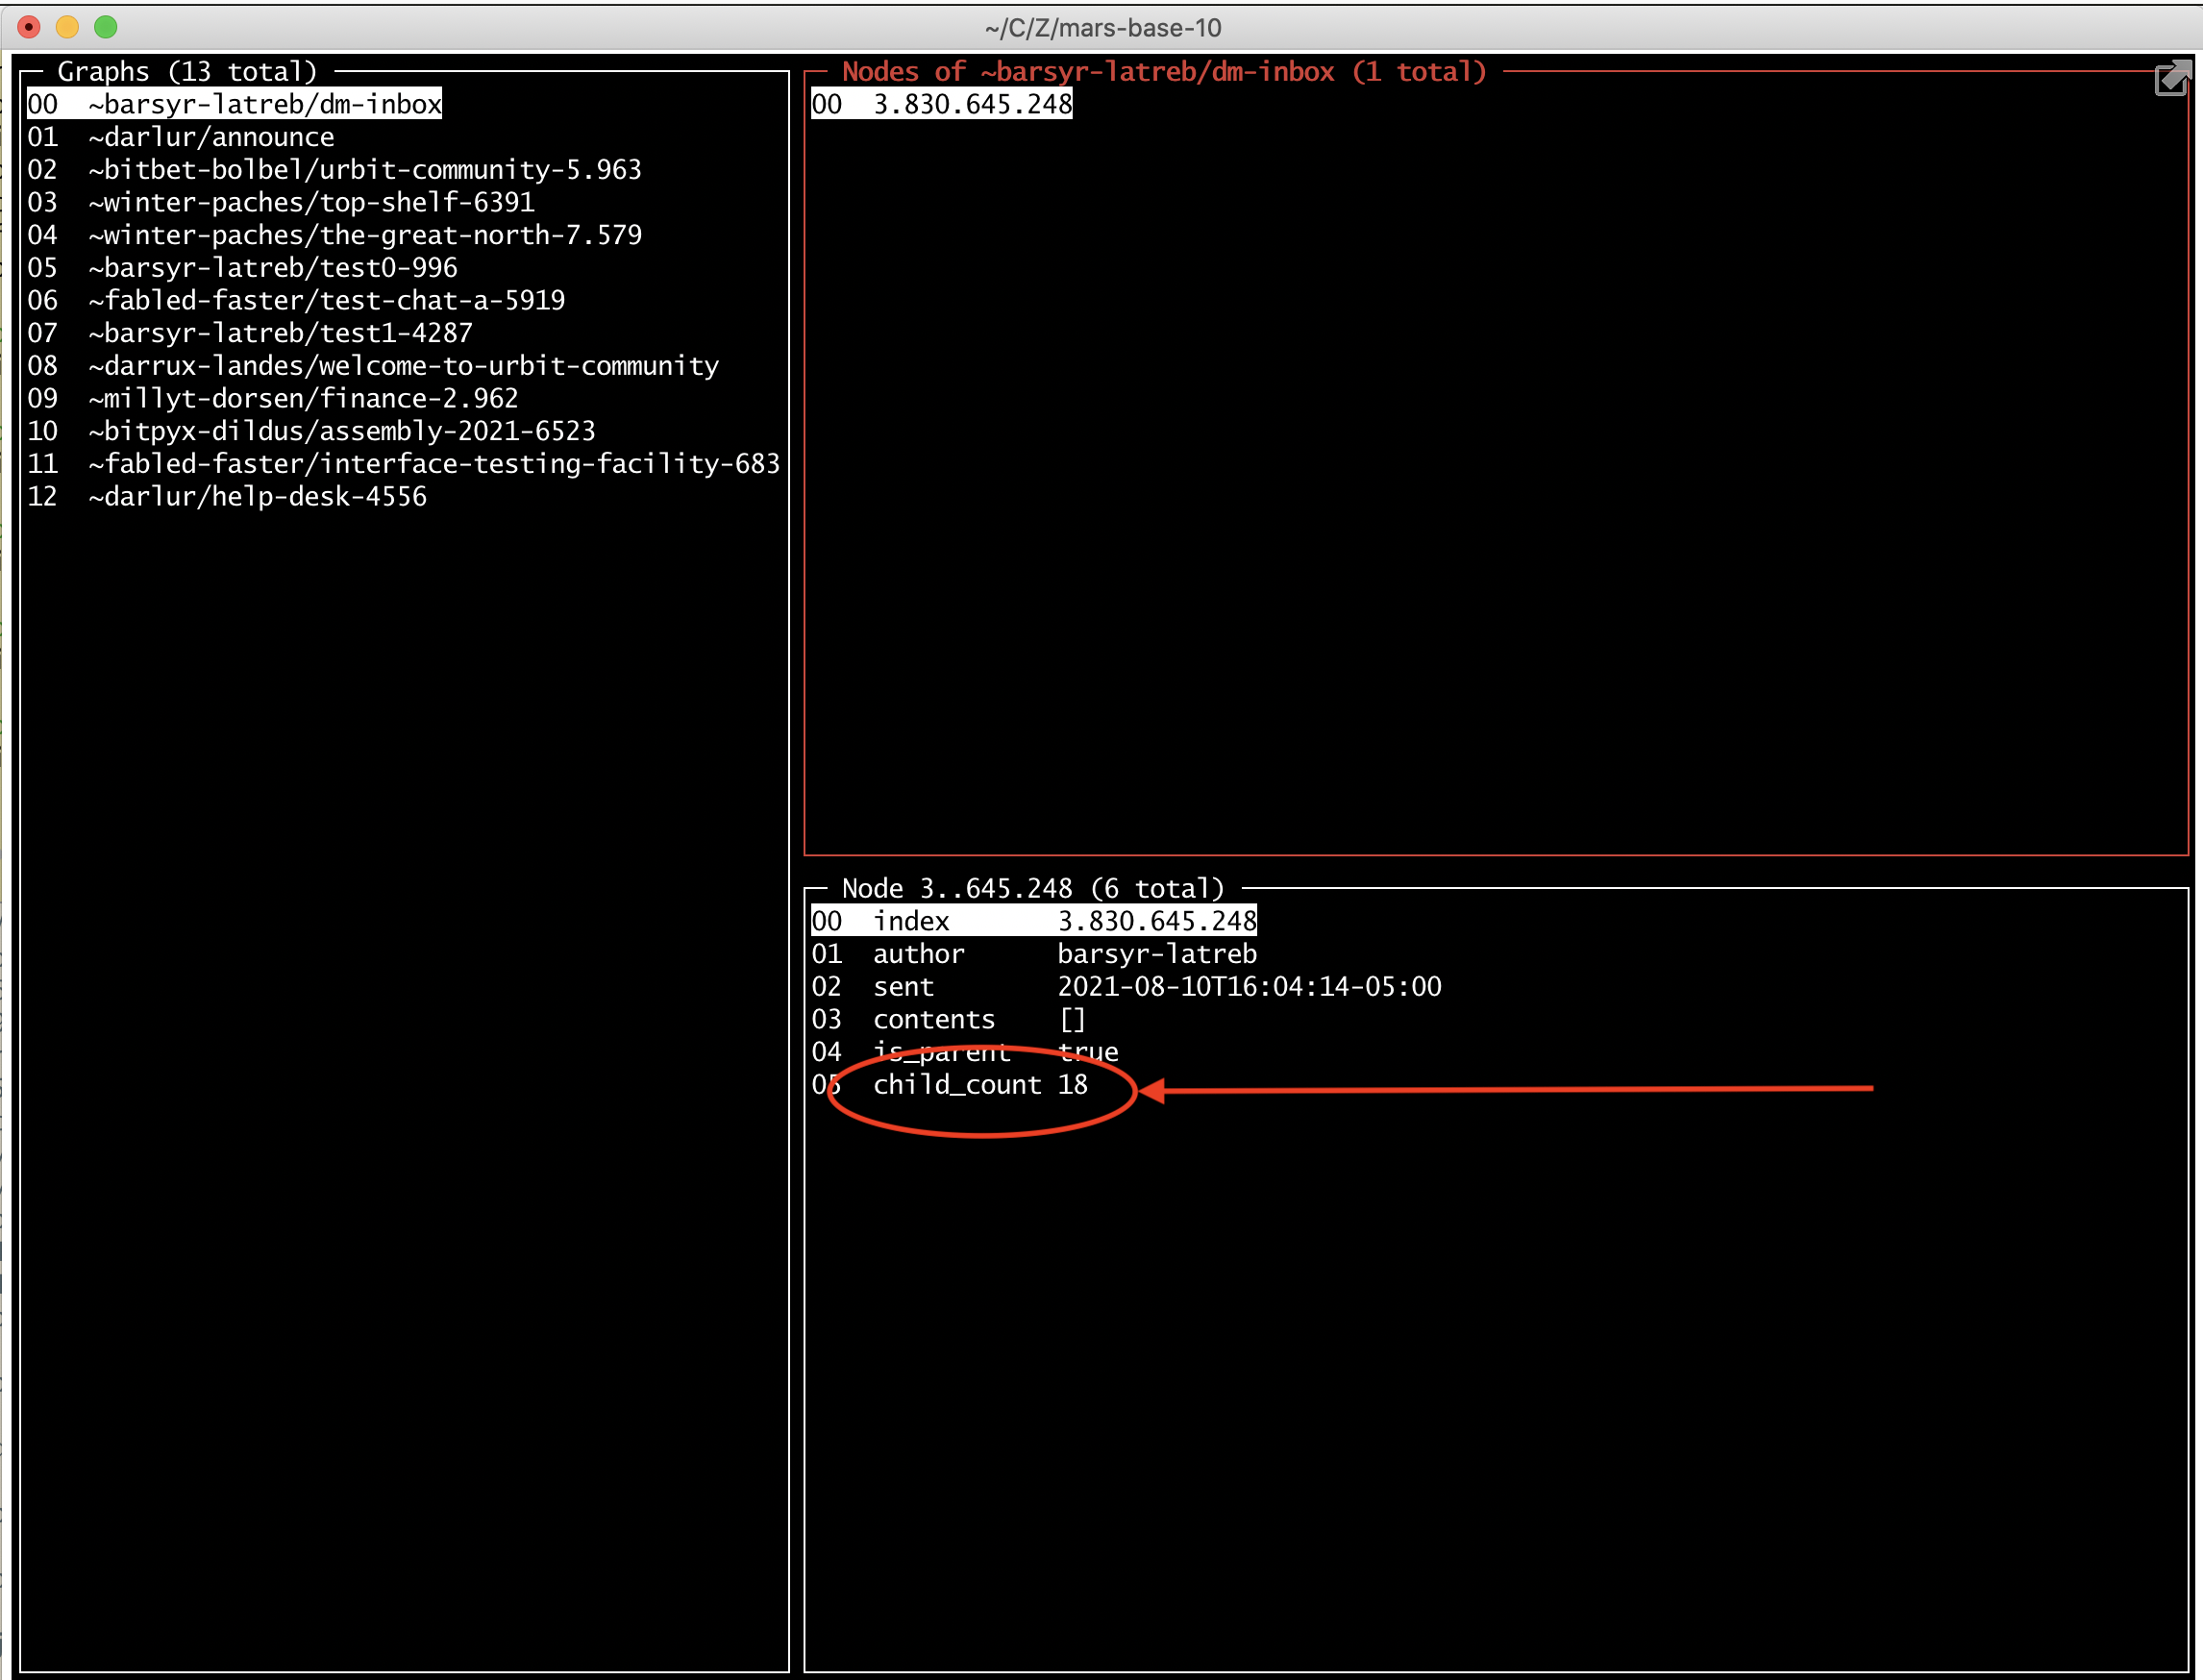 ~/C/Z/mars-base-10
Graphs (13 total)
00 ~barsyr-latreb/dm-inbox
01 ~darlur/announce
02 ~bitbet-bolbel/urbit-community-5.963
03 ~winter-paches/top-shelf-6391
04 ~winter-paches/the-great-north-7.579
05 ~barsyr-latreb/test0-996
06 ~fabled-faster/test-chat-a-5919
07 ~barsyr-latreb/test1-4287
08 ~darrux-landes/welcome-to-urbit-community
09 ~millyt-dorsen/finance-2.962
10 ~bitpyx-dildus/assembly-2021-6523
11 ~fabled-faster/interface-testing-facility-683
12 ~darlur/help-desk-4556
Nodes of ~barsyr-latreb/dm-inbox (1 total)
00 3.830.645.248
Node 3..645.248 (6 total)
00 index 3.830.645.248
01 author barsyr-latreb
02 sent 2021-08-10T16:04:14-05:00
03 contents []
04 is_parent true
05 child_count 18